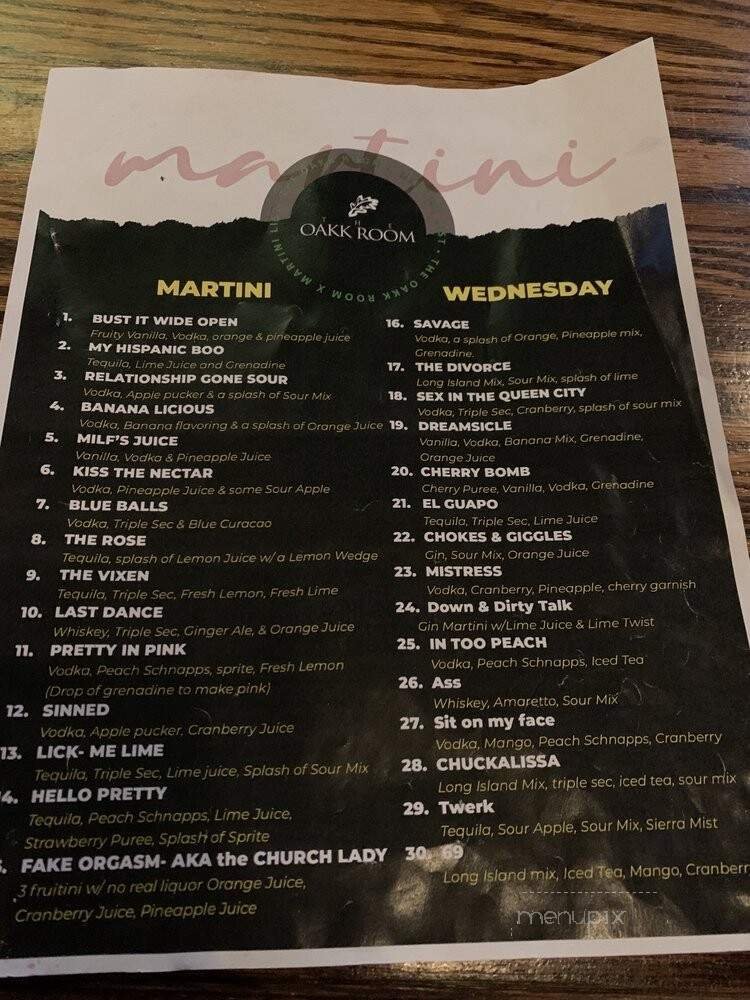 martini
THE
OAKK ROOM
THE OAKK ROOM X MARTINI LI
MARTINI
1. BUST IT WIDE OPEN
Fruity Vanilla, Vodka, orange & pineapple juice
2. MY HISPANIC BOO
Tequila, Lime Juice and Grenadine
3. RELATIONSHIP GONE SOUR
Vodka, Apple pucker & a splash of Sour Mix
4. BANANA LICIOUS
Vodka, Banana flavoring & a splash of Orange Juice
5. MILF'S JUICE
Vanilla, Vodka & Pineapple Juice
6. KISS THE NECTAR
Vodka, Pineapple Juice & some Sour Apple
7. BLUE BALLS
Vodka, Triple Sec & Blue Curacao
8. THE ROSE
Tequila, splash of Lemon Juice w/ a Lemon Wedge
9. THE VIXEN
Tequila, Triple Sec, Fresh Lemon, Fresh Lime
10. LAST DANCE
Whiskey, Triple Sec, Ginger Ale, & Orange Juice
11. PRETTY IN PINK
Vodka, Peach Schnapps, sprite, Fresh Lemon
(Drop of grenadine to make pink)
12. SINNED
Vodka, Apple pucker, Cranberry Juice
13. LICK- ME LIME
Tequila, Triple Sec, Lime juice, Splash of Sour Mix
4. HELLO PRETTY
Tequila, Peach Schnapps, Lime Juice,
Strawberry Puree, Splash of Sprite
. FAKE ORGASM- AKA the CHURCH LADY
3 fruitini w/ no real liquor Orange Juice,
Cranberry Juice, Pineapple Juice
WEDNESDAY
16. SAVAGE
Vodka, a splash of Orange, Pineapple mix,
Grenadine.
17. THE DIVORCE
Long Island Mix, Sour Mix, splash of lime
18. SEX IN THE QUEEN CITY
Vodka, Triple Sec, Cranberry, splash of sour mix
19. DREAMSICLE
Vanilla, Vodka, Banana Mix, Grenadine,
Orange Juice
20. CHERRY BOMB
Cherry Puree, Vanilla, Vodka, Grenadine
21. EL GUAPO
Tequila, Triple Sec, Lime Juice
22. CHOKES & GIGGLES
Gin, Sour Mix, Orange Juice
23. MISTRESS
Vodka, Cranberry, Pineapple, cherry garnish
24. Down & Dirty Talk
Gin Martini w/Lime Juice & Lime Twist
25. IN TOO PEACH
Vodka, Peach Schnapps, Iced Tea
26. Ass
Whiskey, Amaretto, Sour Mix
27. Sit on my face
Vodka, Mango, Peach Schnapps, Cranberry
28. CHUCKALISSA
Long Island Mix, triple sec, iced tea, sour mix
29. Twerk
Tequila, Sour Apple, Sour Mix, Sierra Mist
30. 69
Long Island mix, Iced Tea, Mango, Cranberr
menupix